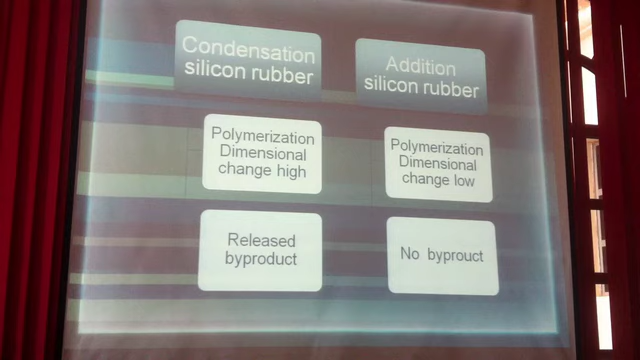 Condensation
silicon rubber
Polymerization
Dimensional
change high
Released
byproduct
Addition
silicon rubber
Polymerization
Dimensional
change low
No byprouct